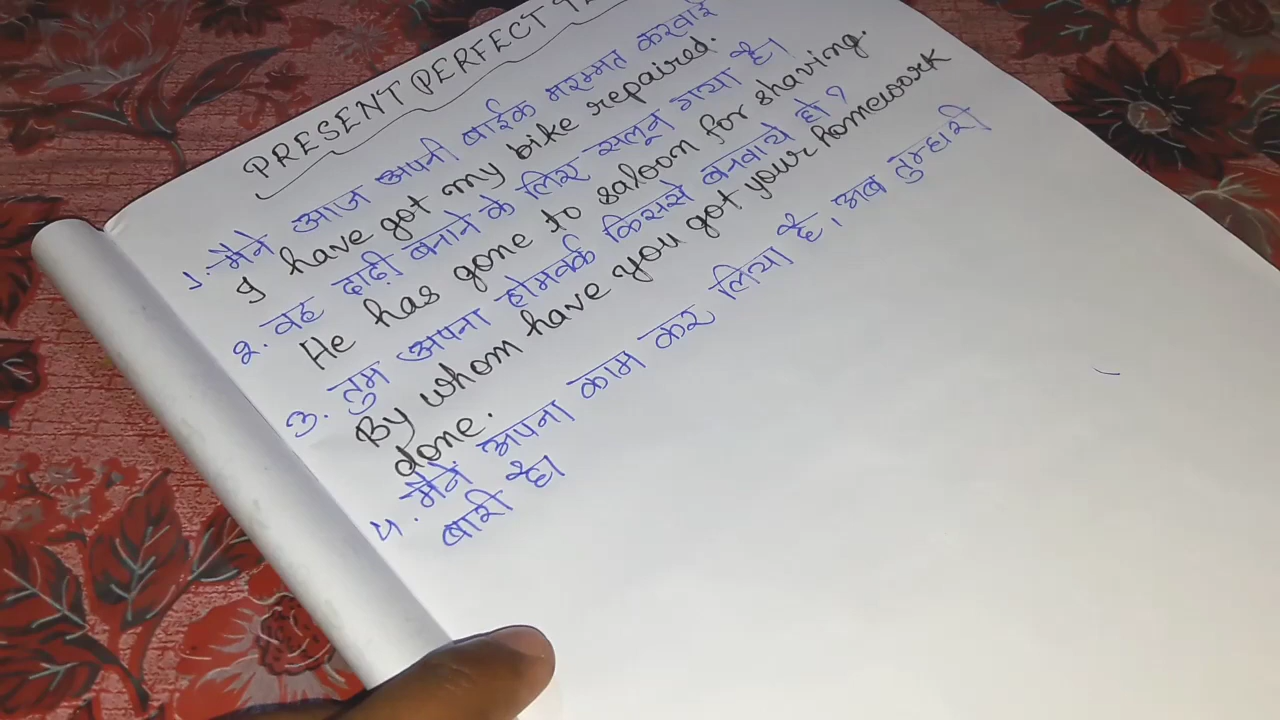 PRESENT PERFECT
1. मैंने आज अपनी बाईक मरम्मत करवाई
I have got my bike repaired.
2. वह दाढ़ी बनाने के लिए सलून गया है।
He has gone to saloon for shaving.
3. तुम अपना होमवर्क किससे बनवाये हो?
By whom have you got your homework
done.
4. मैंने अपना काम कर लिया है, अब तुम्हारी
बारी है।